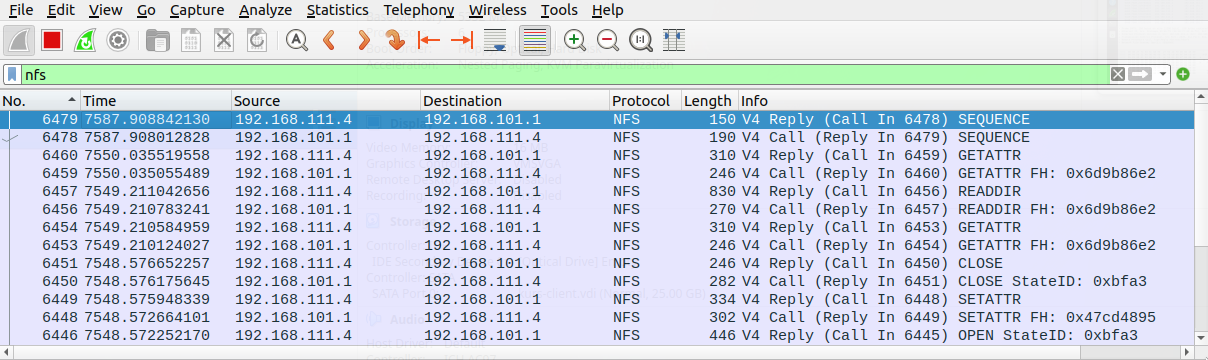 File Edit View Go Capture Analyze Statistics Telephony Wireless Tools Help
nfs
No. Time Source Destination Protocol Length Info
6479 7587.908842130 192.168.111.4 192.168.101.1 NFS 150 V4 Reply (Call In 6478) SEQUENCE
6478 7587.908012828 192.168.101.1 192.168.111.4 NFS 190 V4 Call (Reply In 6479) SEQUENCE
6460 7550.035519558 192.168.111.4 192.168.101.1 NFS 310 V4 Reply (Call In 6459) GETATTR
6459 7550.035055489 192.168.101.1 192.168.111.4 NFS 246 V4 Call (Reply In 6460) GETATTR FH: 0x6d9b86e2
6457 7549.211042656 192.168.111.4 192.168.101.1 NFS 830 V4 Reply (Call In 6456) READDIR
6456 7549.210783241 192.168.101.1 192.168.111.4 NFS 270 V4 Call (Reply In 6457) READDIR FH: 0x6d9b86e2
6454 7549.210584959 192.168.111.4 192.168.101.1 NFS 310 V4 Reply (Call In 6453) GETATTR
6453 7549.210124027 192.168.101.1 192.168.111.4 NFS 246 V4 Call (Reply In 6454) GETATTR FH: 0x6d9b86e2
6451 7548.576652257 192.168.111.4 192.168.101.1 NFS 246 V4 Reply (Call In 6450) CLOSE
6450 7548.576175645 192.168.101.1 192.168.111.4 NFS 282 V4 Call (Reply In 6451) CLOSE StateID: 0xbfa3
6449 7548.575948339 192.168.111.4 192.168.101.1 NFS 334 V4 Reply (Call In 6448) SETATTR
6448 7548.572664101 192.168.101.1 192.168.111.4 NFS 302 V4 Call (Reply In 6449) SETATTR FH: 0x47cd4895
6446 7548.572252170 192.168.111.4 192.168.101.1 NFS 446 V4 Reply (Call In 6445) OPEN StateID: 0xbfa3